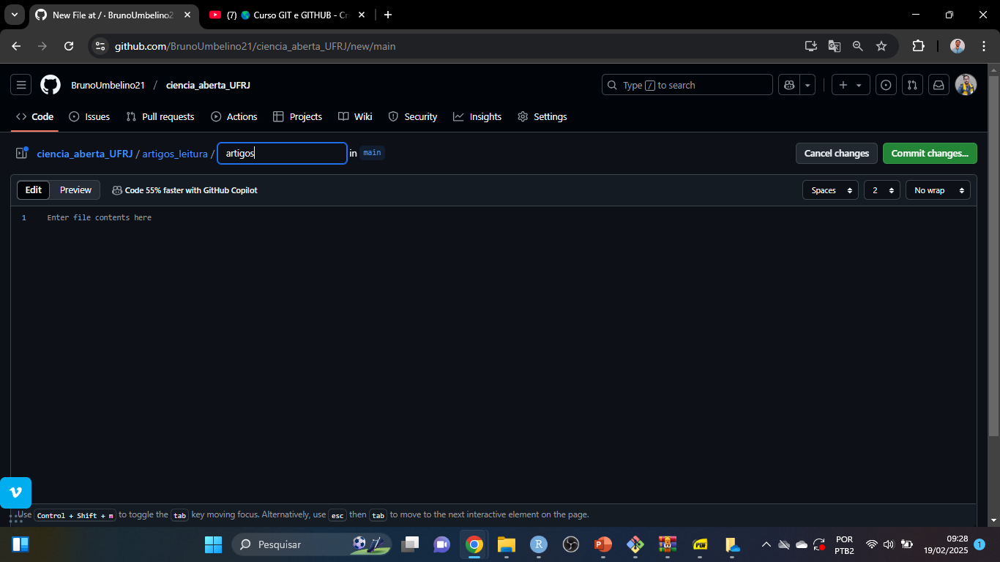 New File at / · BrunoUmbelino2
(7) 🌎 Curso GIT e GITHUB - Cr
github.com/BrunoUmbelino21/ciencia_aberta_UFRJ/new/main
BrunoUmbelino21 / ciencia_aberta_UFRJ
Type / to search
Code Issues Pull requests Actions Projects Wiki Security Insights Settings
ciencia_aberta_UFRJ / artigos_leitura / artigos in main
Cancel changes Commit changes...
Edit Preview Code 55% faster with GitHub Copilot Spaces 2 No wrap
1 Enter file contents here
Use Control + Shift + m to toggle the tab key moving focus. Alternatively, use esc then tab to move to the next interactive element on the page.
Pesquisar
POR
PTB2
09:28
19/02/2025
1